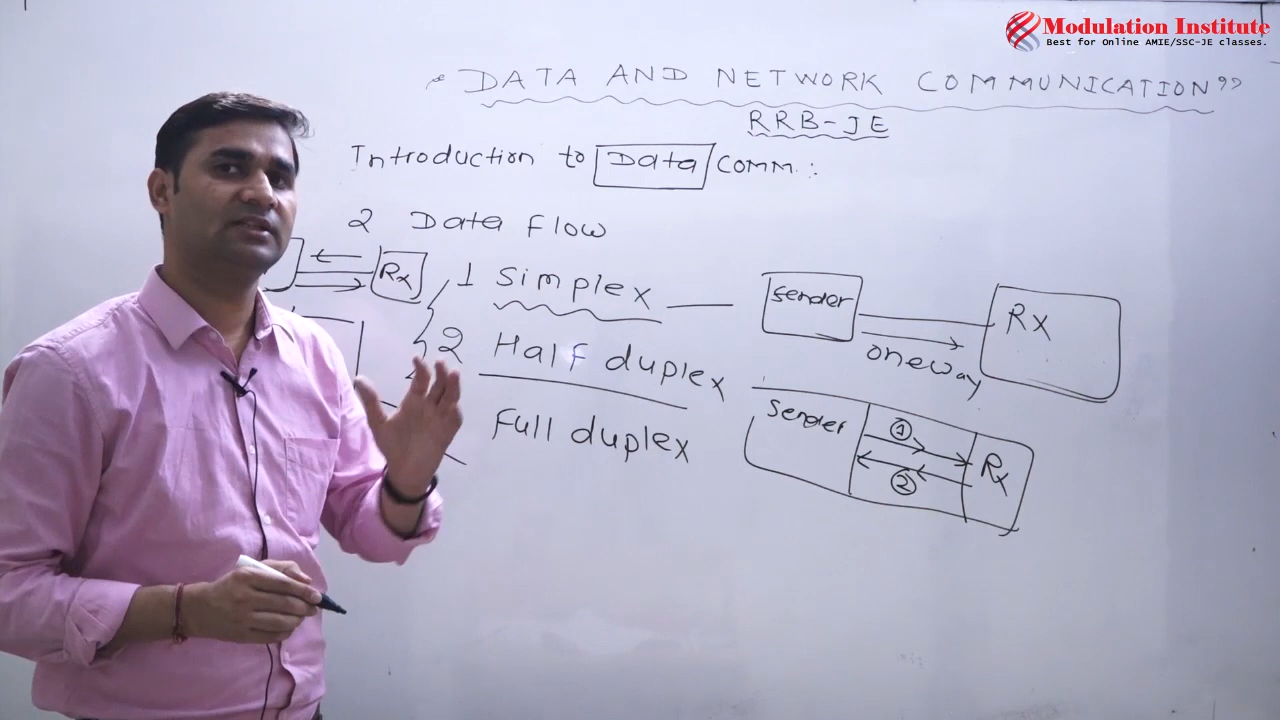 Modulation Institute
Best for Online AMIE/SSC-JE classes.
"DATA AND NETWORK COMMUNICATION"
RRB-JE
Introduction to Data comm.:
2 Data flow
Rx
1 Simplex
sender
Rx
oneway
2 Half duplex
Sender
1
2
Rx
Full duplex